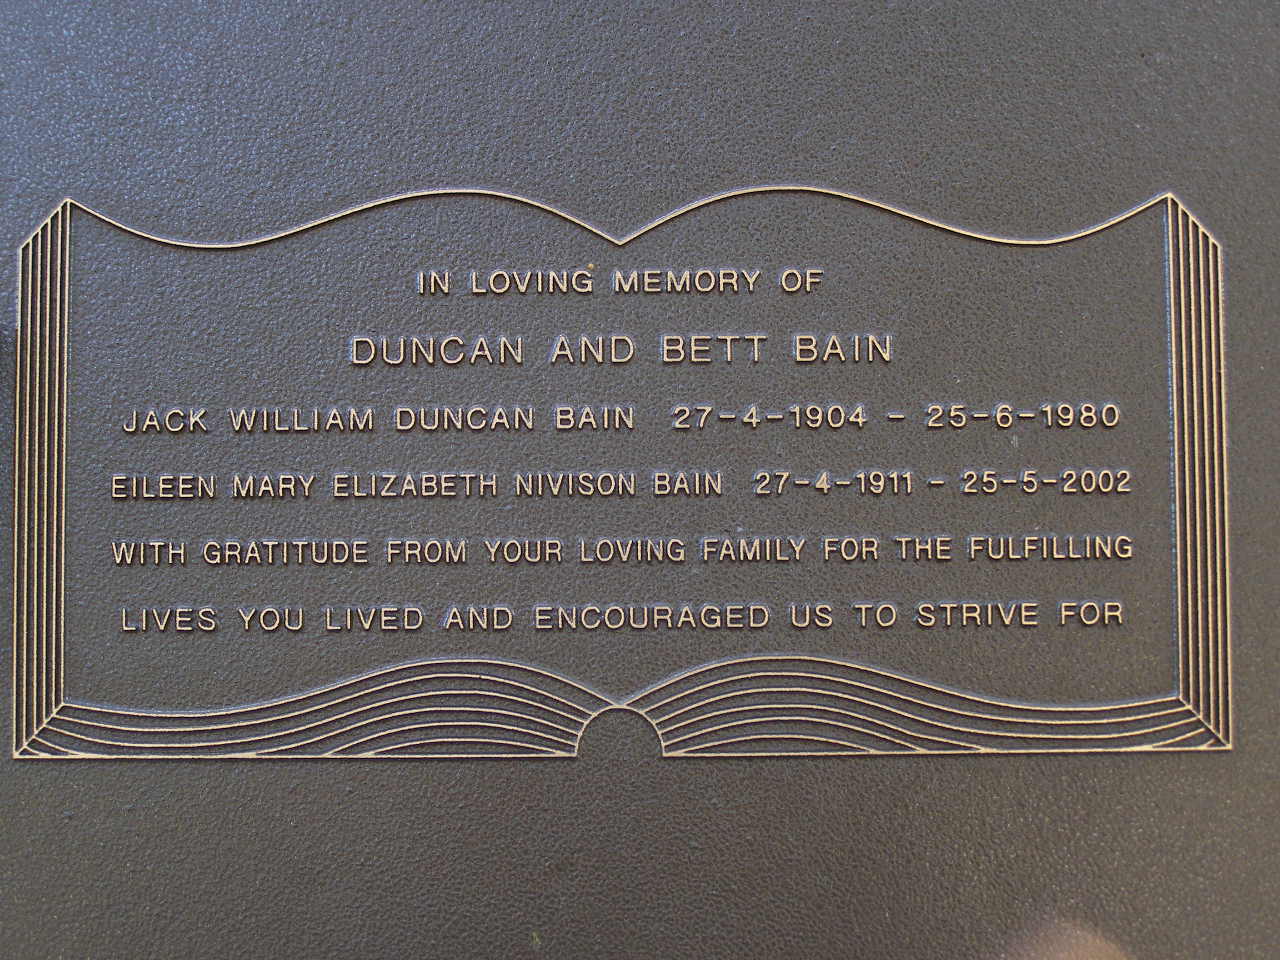 IN LOVING MEMORY OF
DUNCAN AND BETT BAIN
JACK WILLIAM DUNCAN BAIN 27-4-1904 - 25-6-1980
EILEEN MARY ELIZABETH NIVISON BAIN 27-4-1911 - 25-5-2002
WITH GRATITUDE FROM YOUR LOVING FAMILY FOR THE FULFILLING
LIVES YOU LIVED AND ENCOURAGED US TO STRIVE FOR